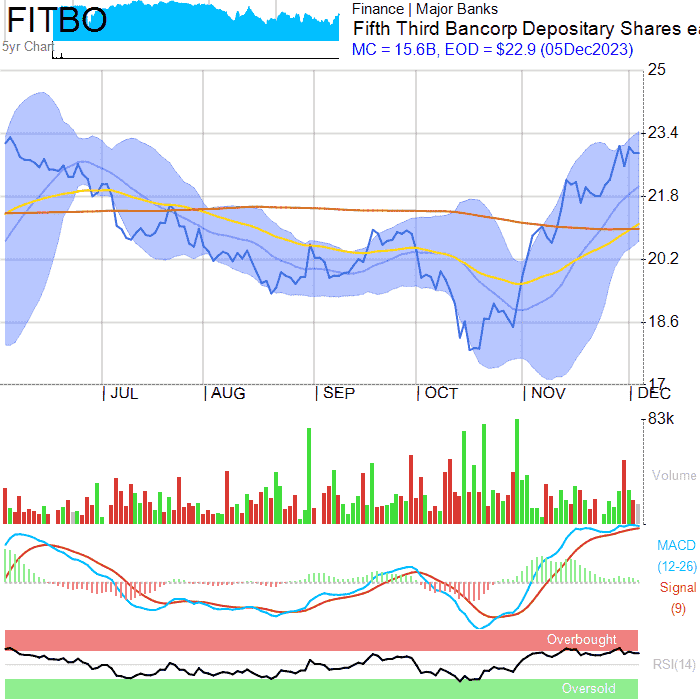 FITBO
Finance | Major Banks
Fifth Third Bancorp Depositary Shares ea
5yr Chart
MC = 15.6B, EOD = $22.9 (05Dec2023)
25
23.4
21.8
20.2
18.6
17
| JUL | AUG | SEP | OCT | NOV | DEC
83k
Volume
MACD
(12-26)
Signal
(9)
Overbought
RSI(14)
Oversold